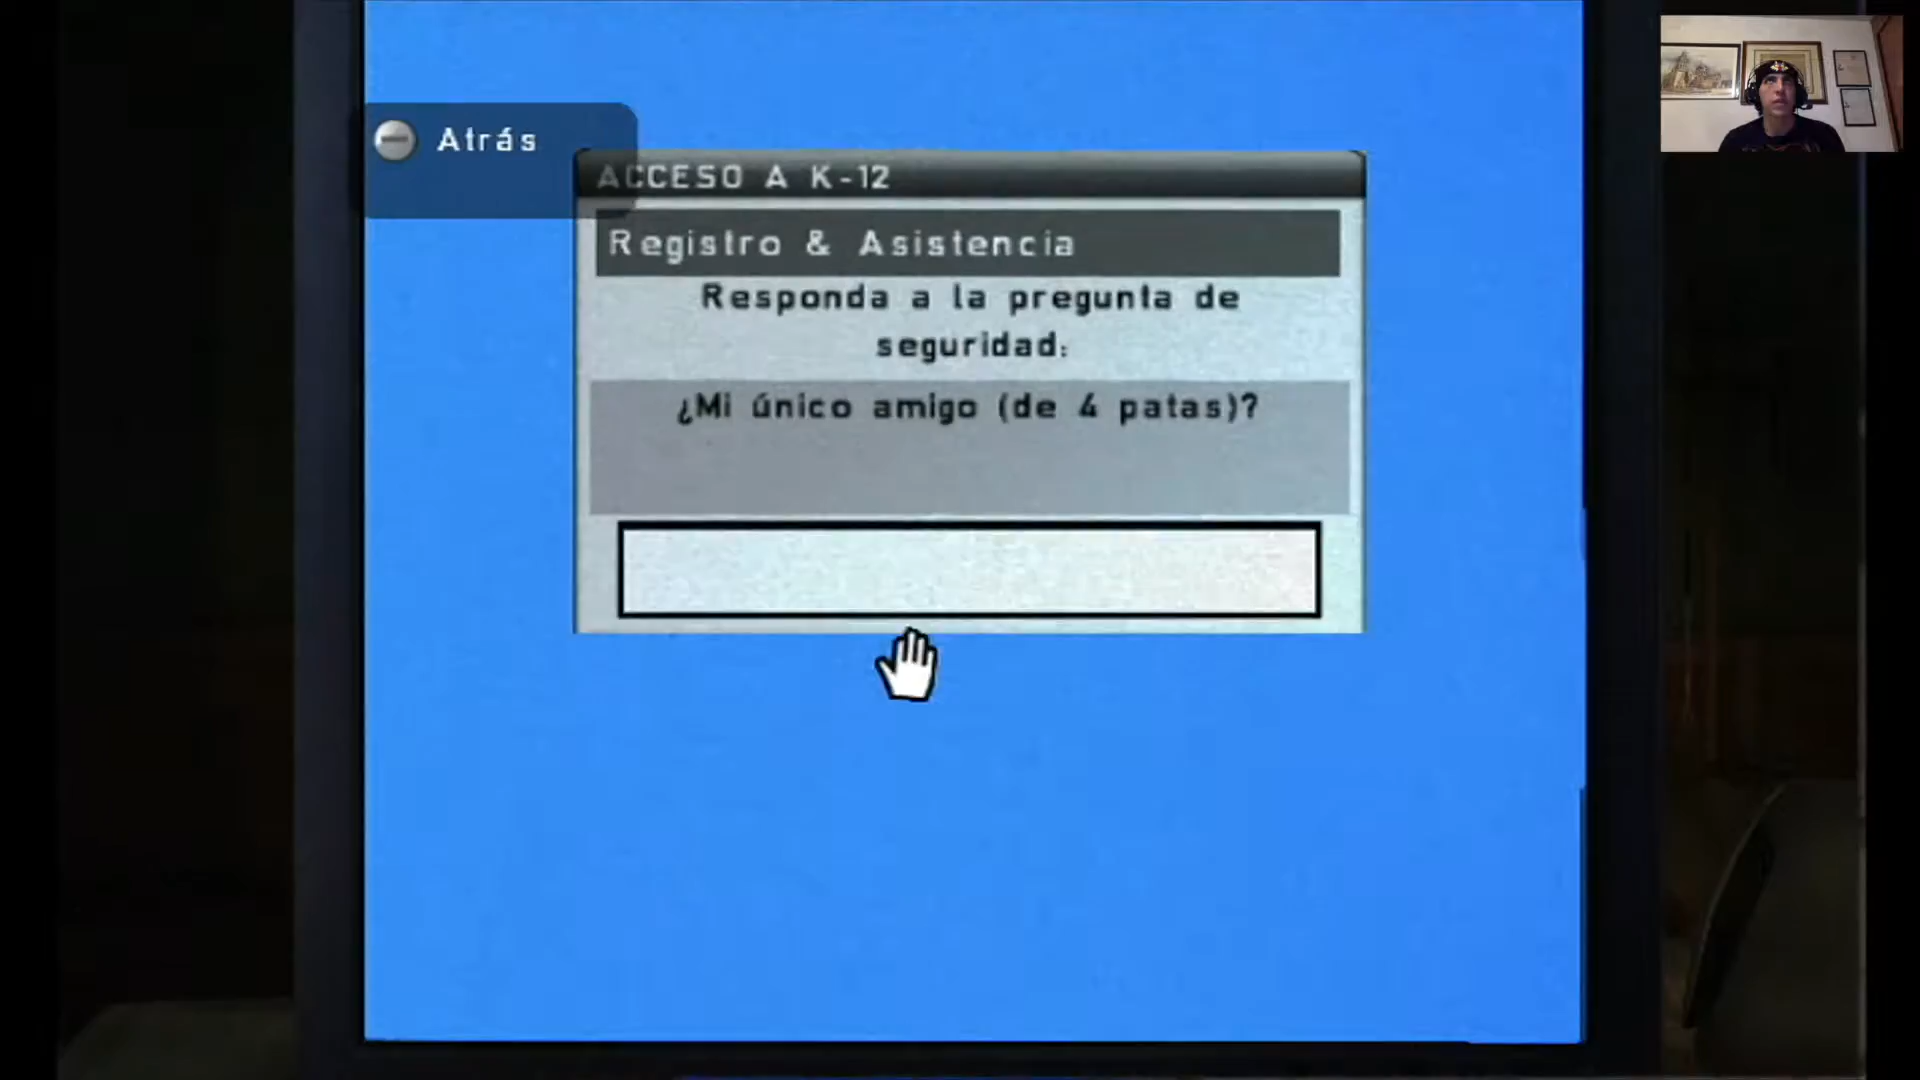 Atrás
ACCESO A K-12
Registro & Asistencia
Responda a la pregunta de
seguridad:
¿Mi único amigo (de 4 patas)?